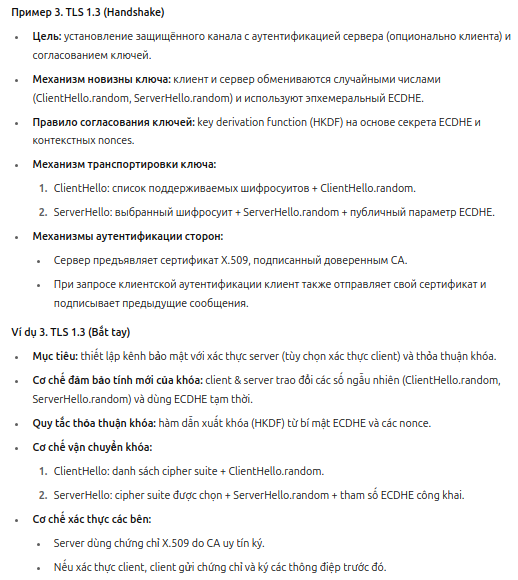 Пример 3. TLS 1.3 (Handshake)
• Цель: установление защищённого канала с аутентификацией сервера (опционально клиента) и
согласованием ключей.
• Механизм новизны ключа: клиент и сервер обмениваются случайными числами
(ClientHello.random, ServerHello.random) и используют эпхемеральный ECDHE.
• Правило согласования ключей: key derivation function (HKDF) на основе секрета ECDHE и
контекстных nonces.
• Механизм транспортировки ключа:
1. ClientHello: список поддерживаемых шифросуитов + ClientHello.random.
2. ServerHello: выбранный шифросуит + ServerHello.random + публичный параметр ECDHE.
• Механизмы аутентификации сторон:
• Сервер предъявляет сертификат X.509, подписанный доверенным CA.
• При запросе клиентской аутентификации клиент также отправляет свой сертификат и
подписывает предыдущие сообщения.
Ví dụ 3. TLS 1.3 (Bắt tay)
• Mục tiêu: thiết lập kênh bảo mật với xác thực server (tùy chọn xác thực client) và thỏa thuận khóa.
• Cơ chế đảm bảo tính mới của khóa: client & server trao đổi các số ngẫu nhiên (ClientHello.random,
ServerHello.random) và dùng ECDHE tạm thời.
• Quy tắc thỏa thuận khóa: hàm dẫn xuất khóa (HKDF) từ bí mật ECDHE và các nonce.
• Cơ chế vận chuyển khóa:
1. ClientHello: danh sách cipher suite + ClientHello.random.
2. ServerHello: cipher suite được chọn + ServerHello.random + tham số ECDHE công khai.
• Cơ chế xác thực các bên:
• Server dùng chứng chỉ X.509 do CA uy tín ký.
• Nếu xác thực client, client gửi chứng chỉ và ký các thông điệp trước đó.